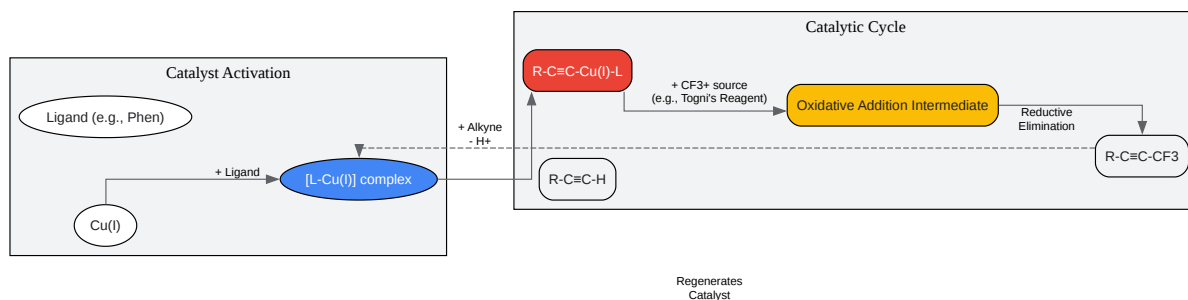 Catalyst Activation
Ligand (e.g., Phen)
Cu(I)
+ Ligand
[L-Cu(I)] complex
+ Alkyne
- H+
Catalytic Cycle
R-C≡C-Cu(I)-L
+ CF3+ source
(e.g., Togni's Reagent)
Oxidative Addition Intermediate
Reductive
Elimination
R-C≡C-CF3
R-C≡C-H
Regenerates
Catalyst